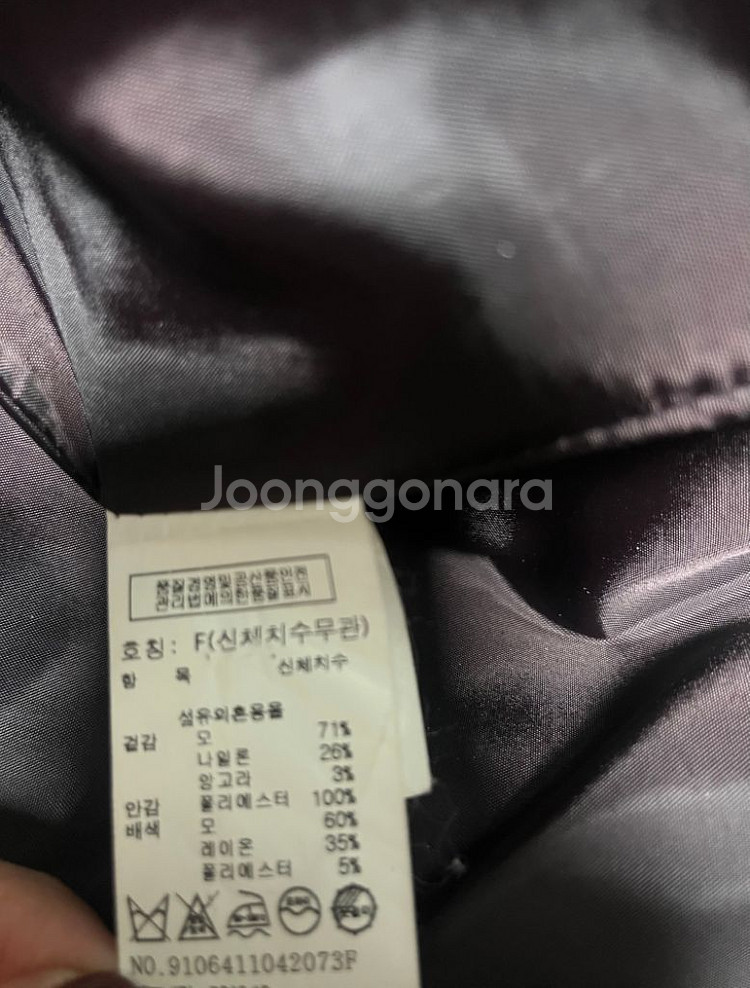 Joonggonara
품질경영및공산품안전
관리법에의한품질표시
호칭: F(신체치수무관)
항 목 신체치수
섬유의혼용율
겉감 모 71%
나일론 26%
앙고라 3%
안감 폴리에스터 100%
배색 모 60%
레이온 35%
폴리에스터 5%
NO.9106411042073F